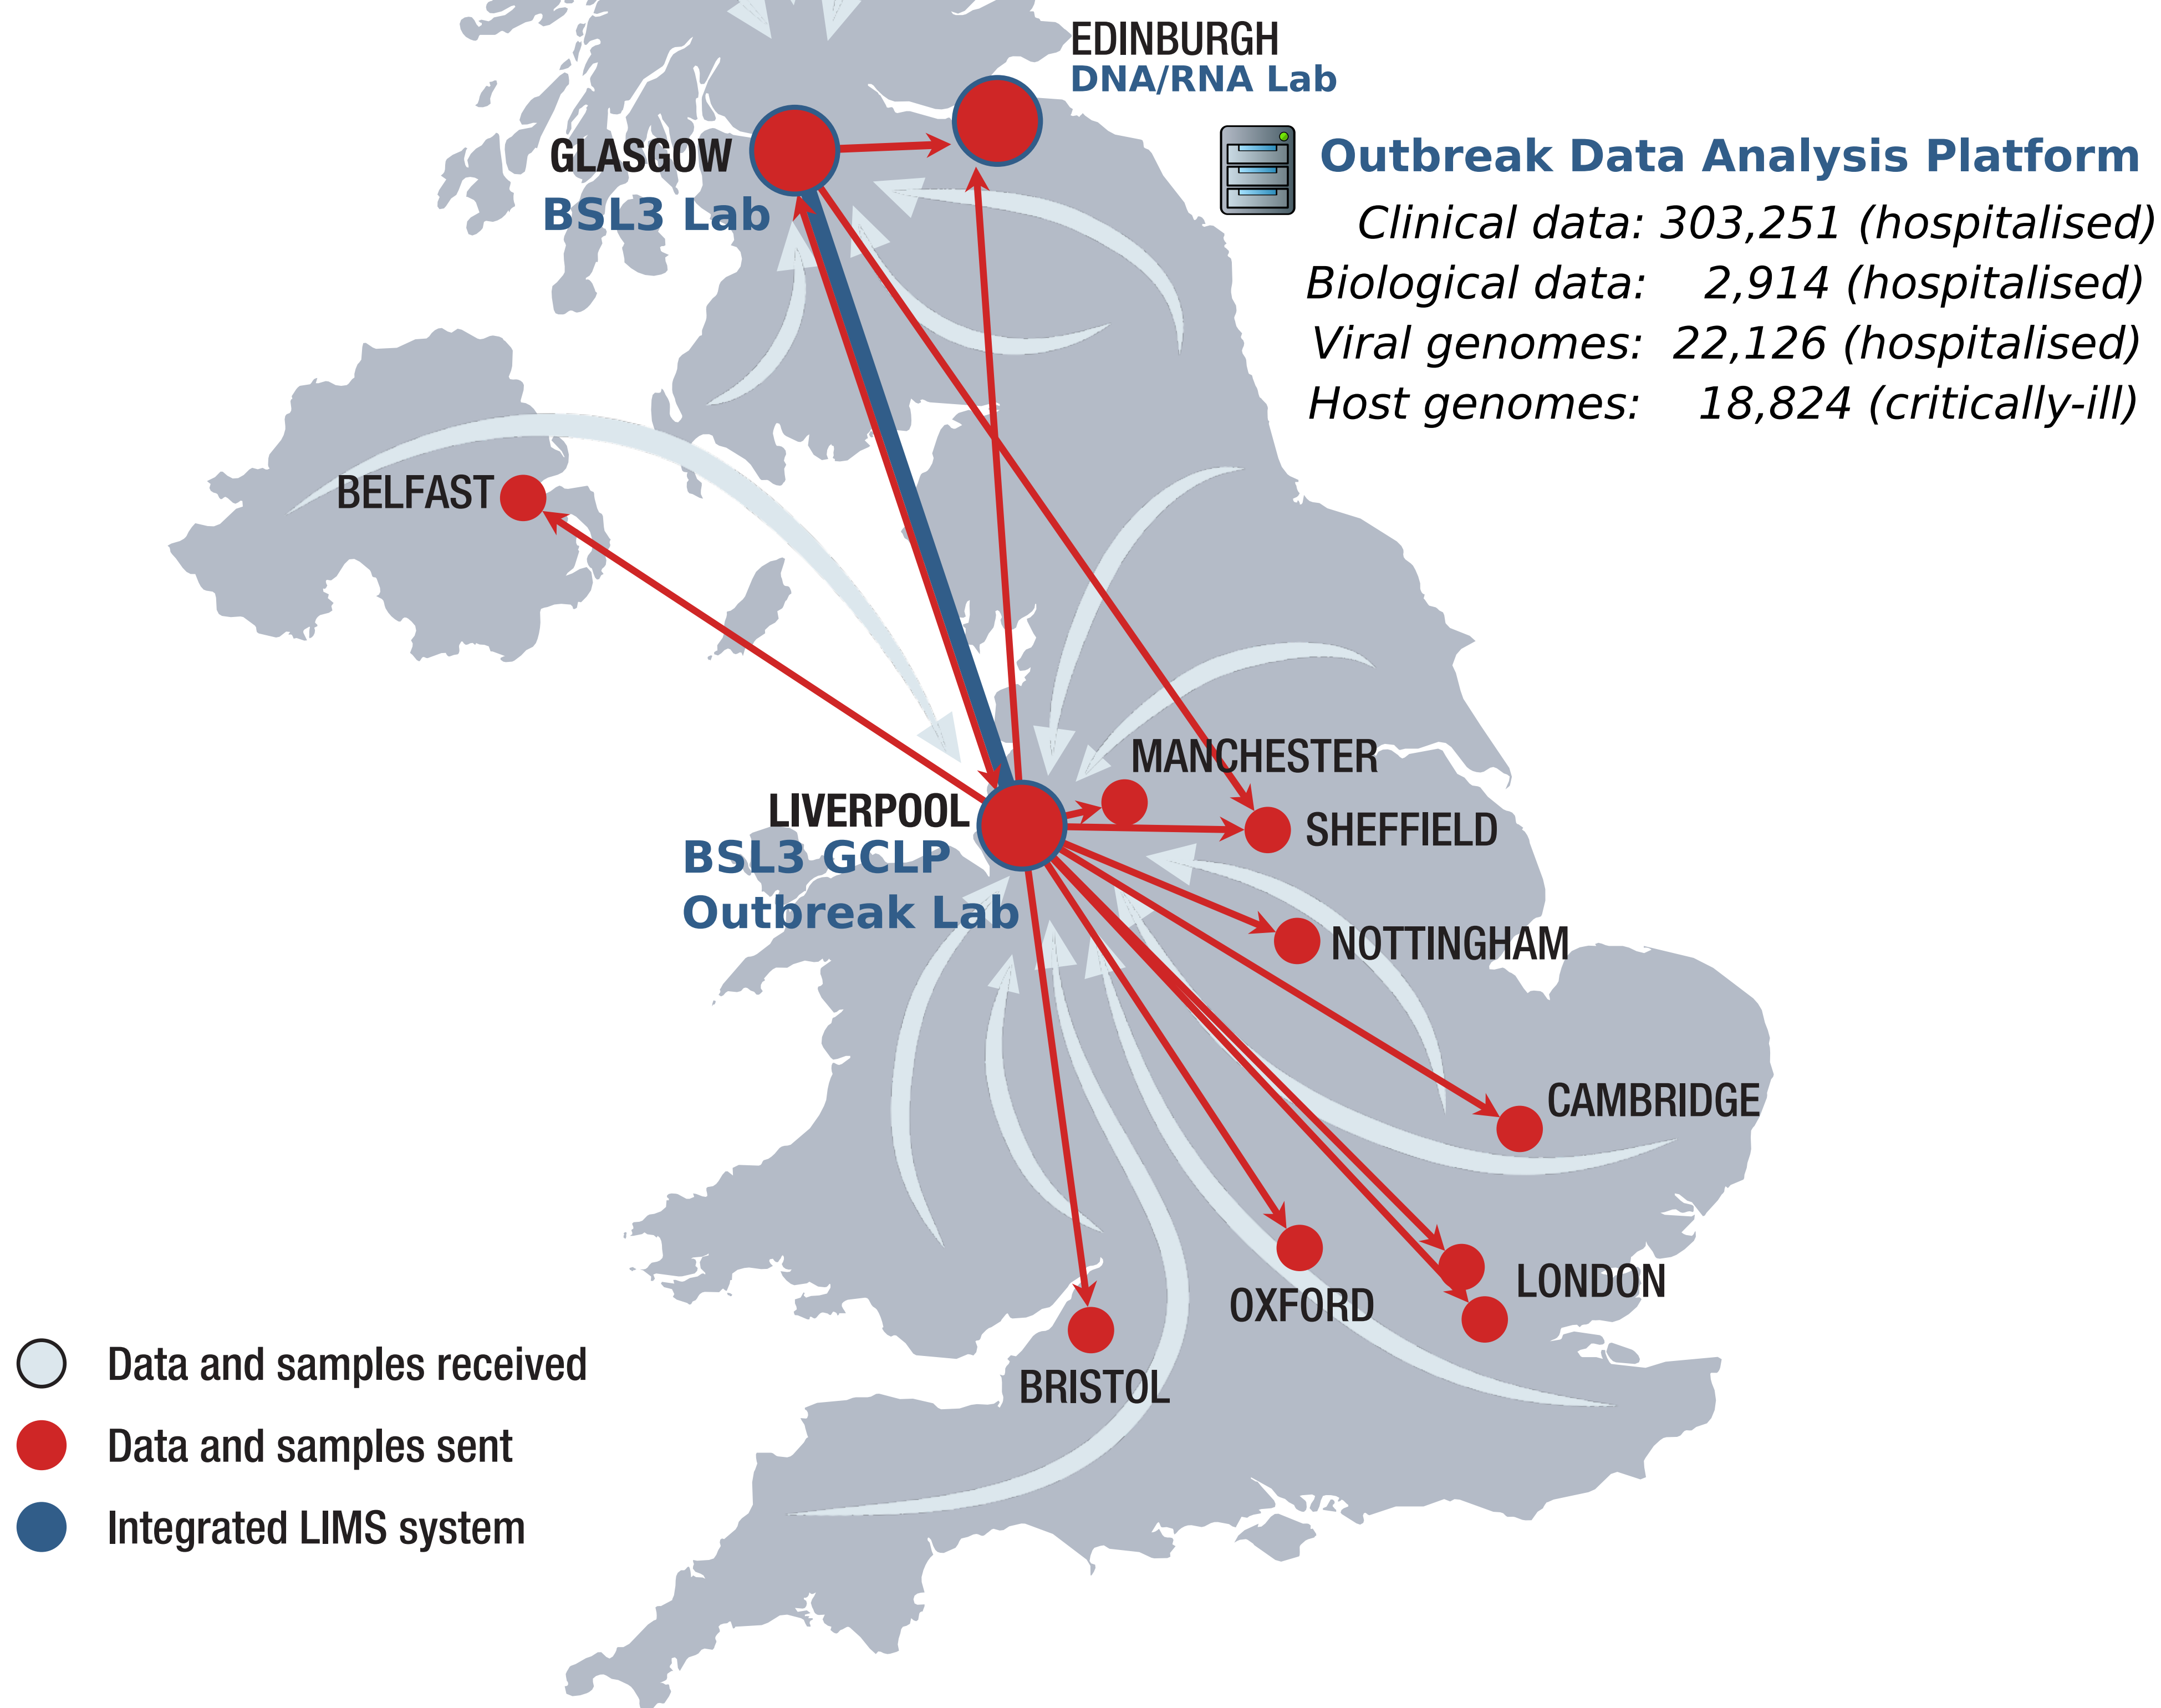 EDINBURGH
DNA/RNA Lab
GLASGOW
BSL3 Lab
Outbreak Data Analysis Platform
Clinical data: 303,251 (hospitalised)
Biological data: 2,914 (hospitalised)
Viral genomes: 22,126 (hospitalised)
Host genomes: 18,824 (critically-ill)
BELFAST
MANCHESTER
LIVERPOOL
BSL3 GCLP
Outbreak Lab
SHEFFIELD
NOTTINGHAM
CAMBRIDGE
LONDON
OXFORD
BRISTOL
Data and samples received
Data and samples sent
Integrated LIMS system